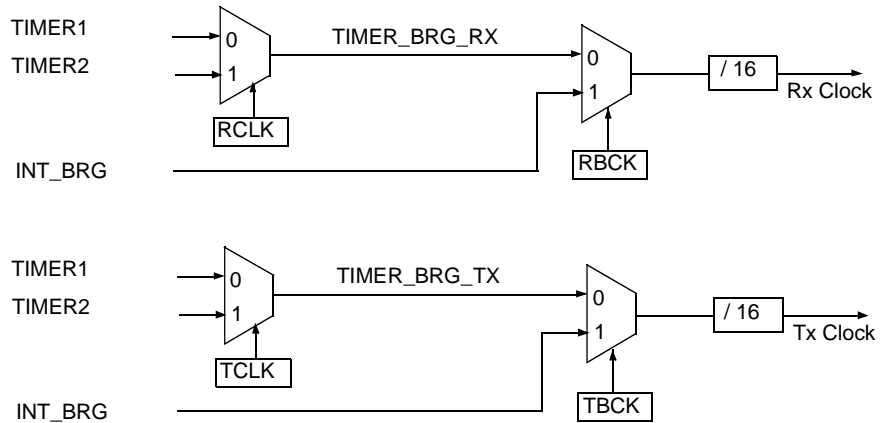 TIMER1
0
TIMER_BRG_RX
TIMER2
1
0
/ 16
1
Rx Clock
RCLK
RBCK
INT_BRG
TIMER1
0
TIMER_BRG_TX
TIMER2
1
0
/ 16
1
Tx Clock
TCLK
TBCK
INT_BRG